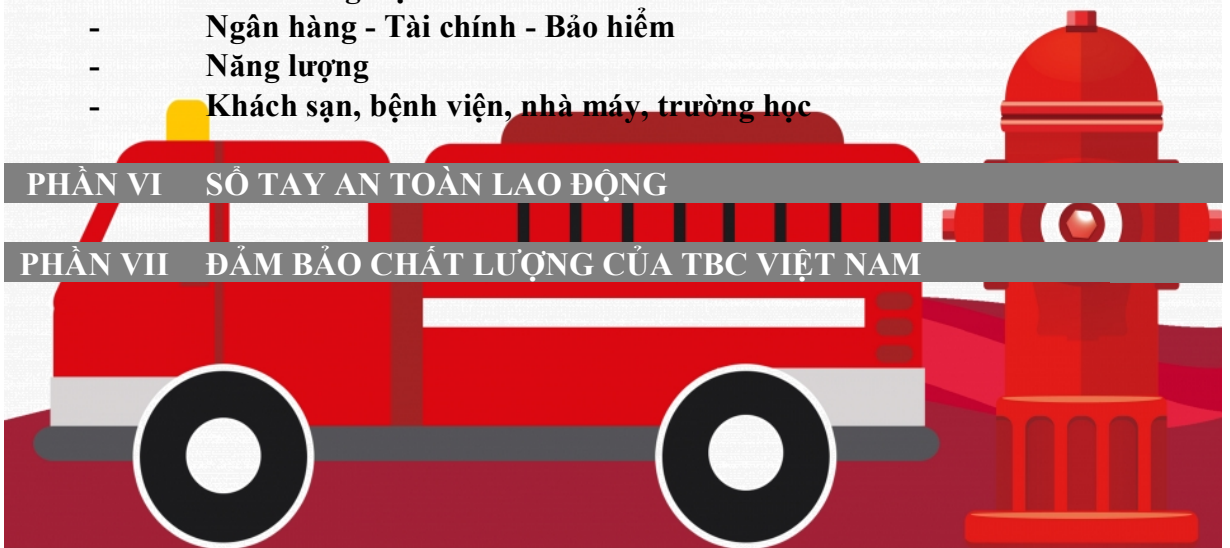 - Ngân hàng - Tài chính - Bảo hiểm
- Năng lượng
- Khách sạn, bệnh viện, nhà máy, trường học
PHẦN VI SỔ TAY AN TOÀN LAO ĐỘNG
PHẦN VII ĐẢM BẢO CHẤT LƯỢNG CỦA TBC VIỆT NAM